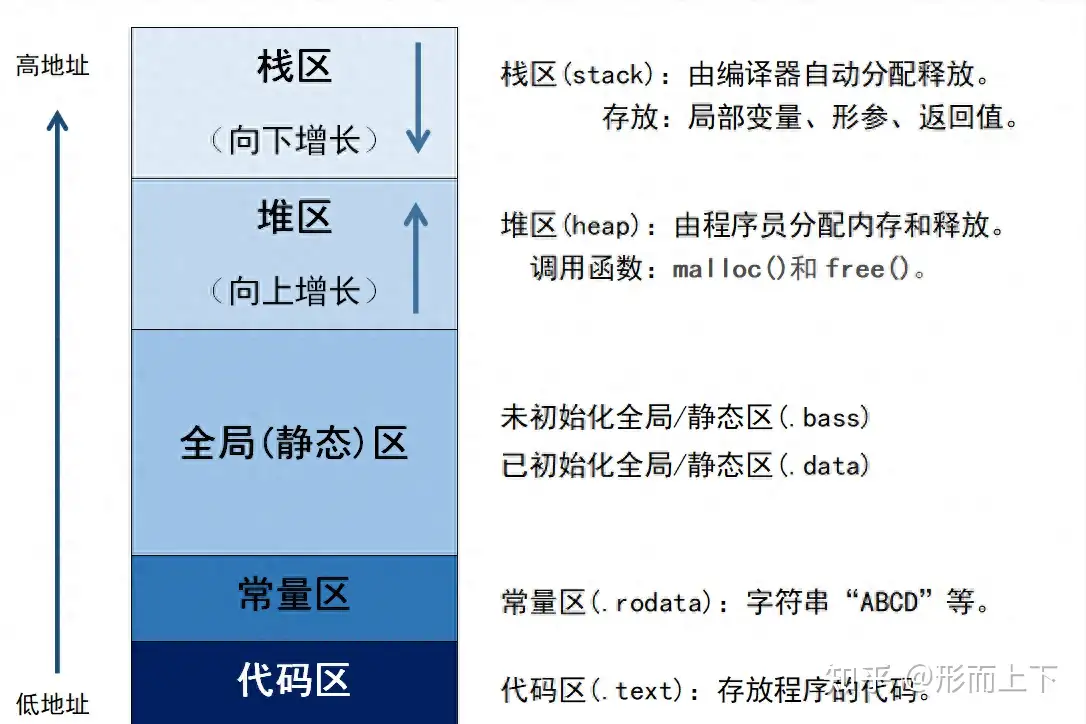 高地址
栈区
（向下增长）
栈区(stack)：由编译器自动分配释放。
存放：局部变量、形参、返回值。
堆区
（向上增长）
堆区(heap)：由程序员分配内存和释放。
调用函数：malloc()和free()。
全局(静态)区
未初始化全局/静态区(.bass)
已初始化全局/静态区(.data)
常量区
常量区(.rodata)：字符串“ABCD”等。
代码区
代码区(.text)：存放程序的代码。
低地址
知乎 @形而上下